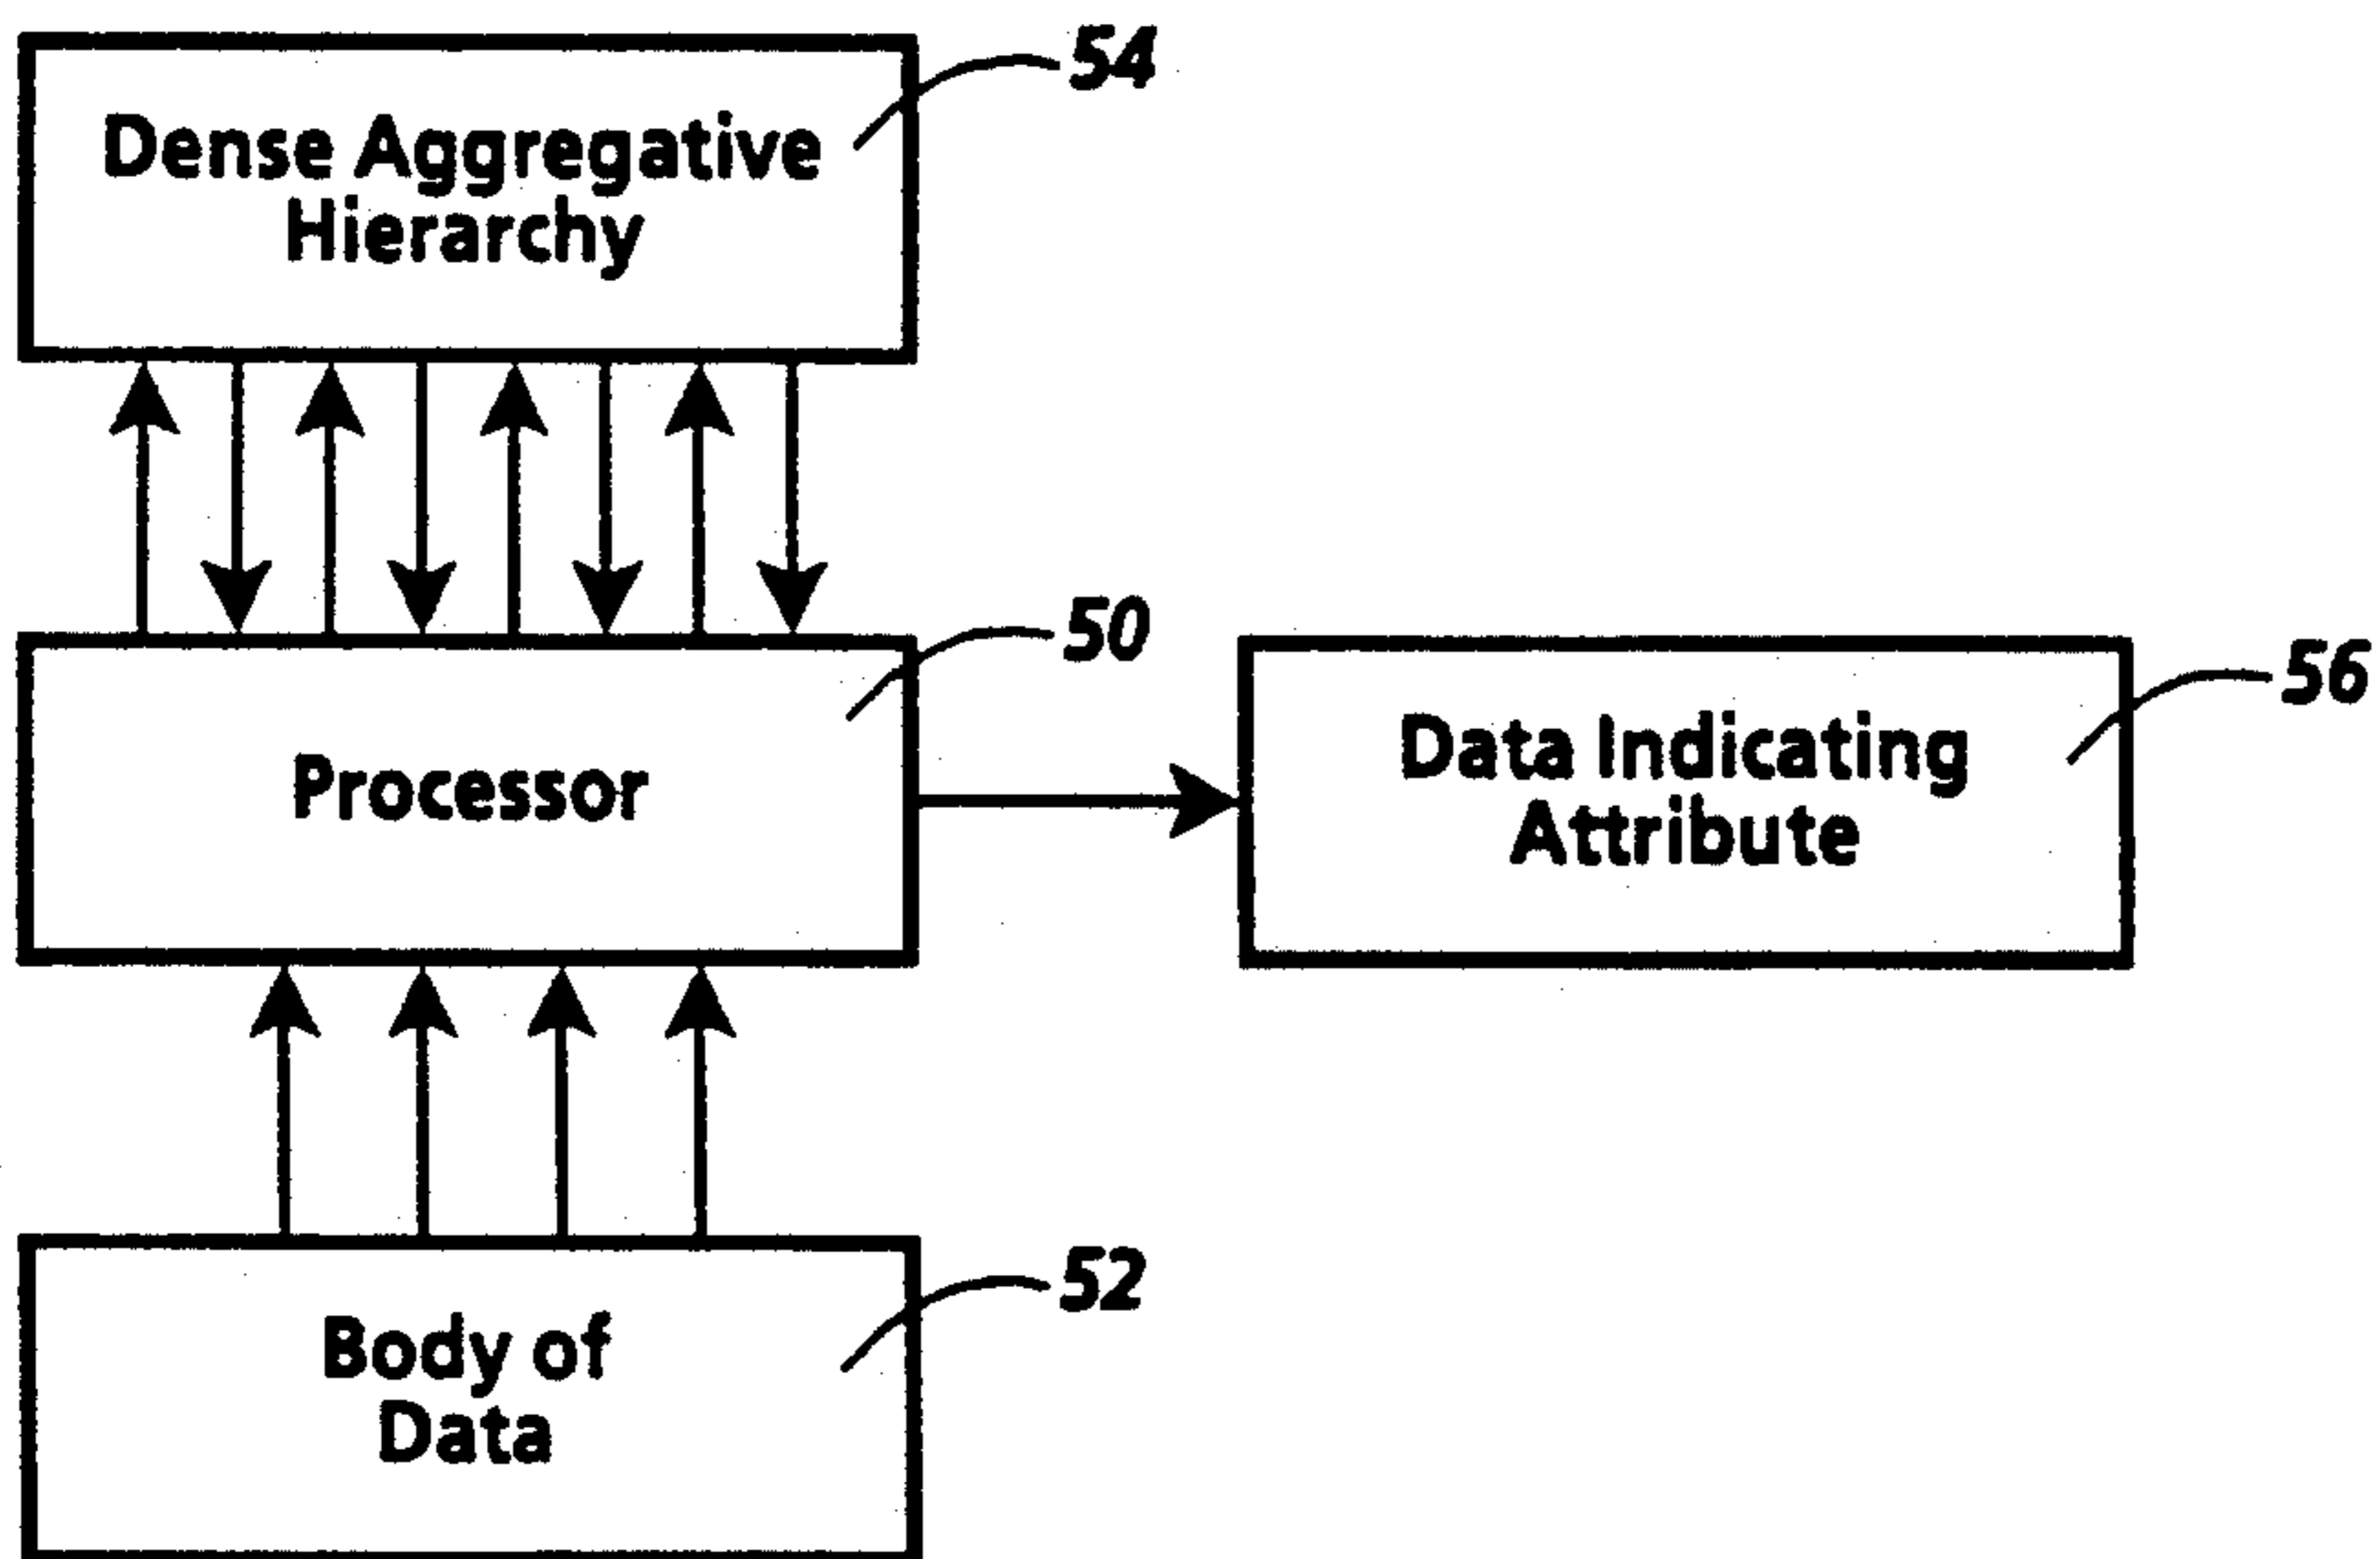 54
Dense Aggregative
Hierarchy
50
Processor
56
Data Indicating
Attribute
52
Body of
Data